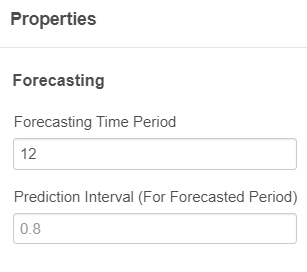 Properties
Forecasting
Forecasting Time Period
12
Prediction Interval (For Forecasted Period)
0.8